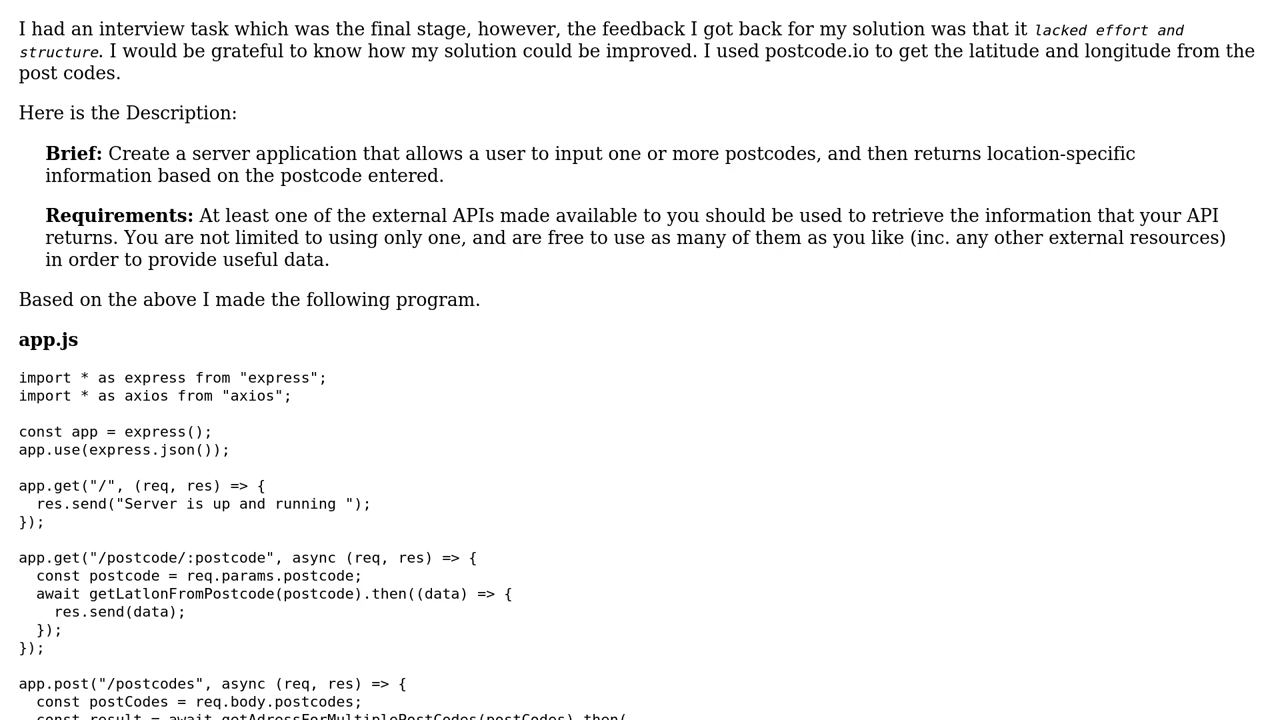 I had an interview task which was the final stage, however, the feedback I got back for my solution was that it lacked effort and
structure. I would be grateful to know how my solution could be improved. I used postcode.io to get the latitude and longitude from the
post codes.
Here is the Description:
Brief: Create a server application that allows a user to input one or more postcodes, and then returns location-specific
information based on the postcode entered.
Requirements: At least one of the external APIs made available to you should be used to retrieve the information that your API
returns. You are not limited to using only one, and are free to use as many of them as you like (inc. any other external resources)
in order to provide useful data.
Based on the above I made the following program.
app.js
import * as express from "express";
import * as axios from "axios";
const app = express();
app.use(express.json());
app.get("/", (req, res) => {
  res.send("Server is up and running ");
});
app.get("/postcode/:postcode", async (req, res) => {
  const postcode = req.params.postcode;
  await getLatlonFromPostcode(postcode).then((data) => {
    res.send(data);
  });
});
app.post("/postcodes", async (req, res) => {
  const postCodes = req.body.postcodes;
  const result = await getAdressForMultiplePostCodes(postCodes).then(